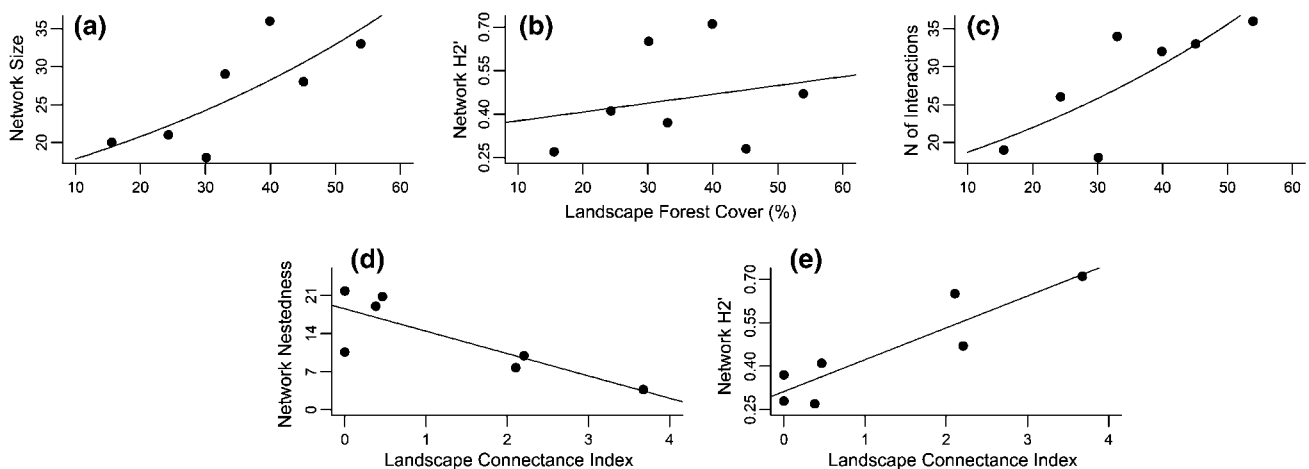 (a)
Network Size
35
30
25
20
10 20 30 40 50 60
(b)
Network H2'
0.70
0.55
0.40
0.25
10 20 30 40 50 60
Landscape Forest Cover (%)
(c)
N of Interactions
35
30
25
20
10 20 30 40 50 60
(d)
Network Nestedness
21
14
7
0
0 1 2 3 4
Landscape Connectance Index
(e)
Network H2'
0.70
0.55
0.40
0.25
0 1 2 3 4
Landscape Connectance Index